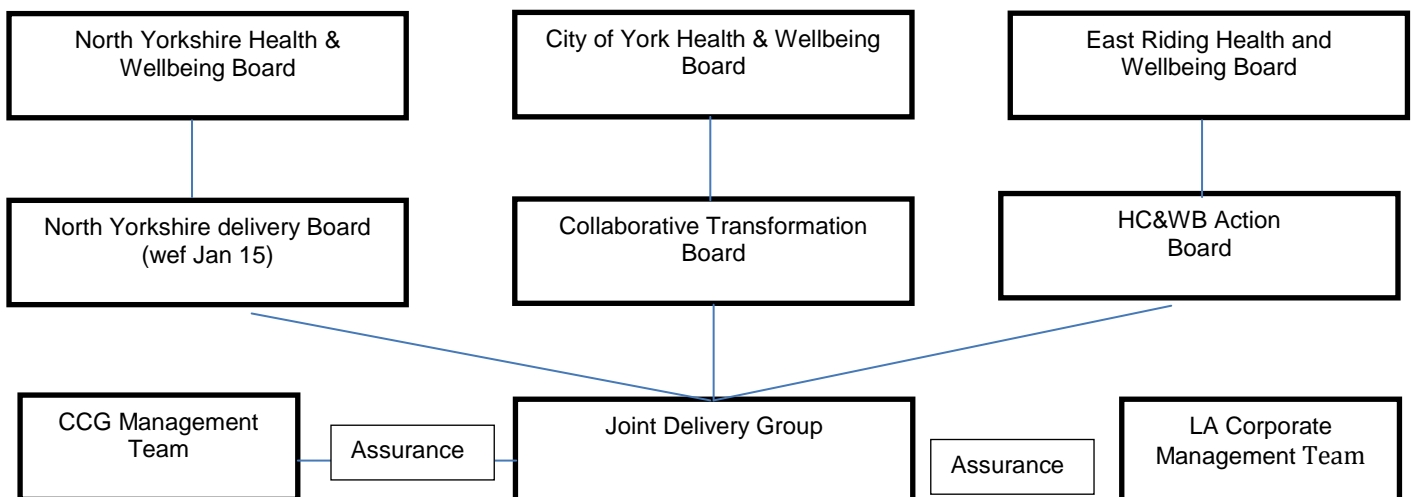 North Yorkshire Health &
Wellbeing Board
City of York Health & Wellbeing
Board
East Riding Health and
Wellbeing Board
North Yorkshire delivery Board
(wef Jan 15)
Collaborative Transformation
Board
HC&WB Action
Board
CCG Management
Team
Assurance
Joint Delivery Group
Assurance
LA Corporate
Management Team